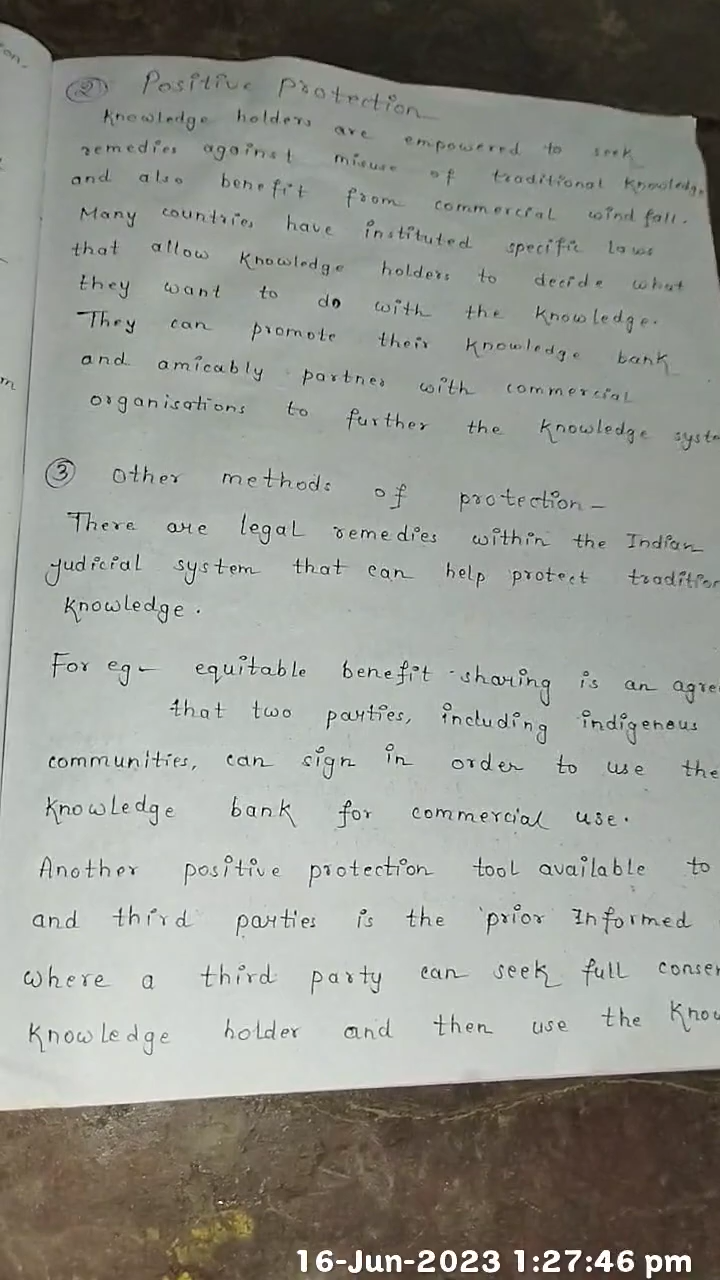 ② Positive Protection
Knowledge holders are empowered to seek
remedies against misuse of traditional Knowledge
and also benefit from commercial wind fall.
Many countries have instituted specific laws
that allow Knowledge holders to decide what
they want to do with the Knowledge.
They can promote their Knowledge bank
and amicably partner with commercial
organisations to further the Knowledge syste
③ Other methods of protection-
There are legal remedies within the Indian
judicial system that can help protect tradition
Knowledge.
For eg- equitable benefit-sharing is an agre
that two parties, including indigenous
communities, can sign in order to use the
Knowledge bank for commercial use.
Another positive protection tool available to
and third parties is the 'prior Informed
where a third party can seek full consen
Knowledge holder and then use the Know
16-Jun-2023 1:27:46 pm